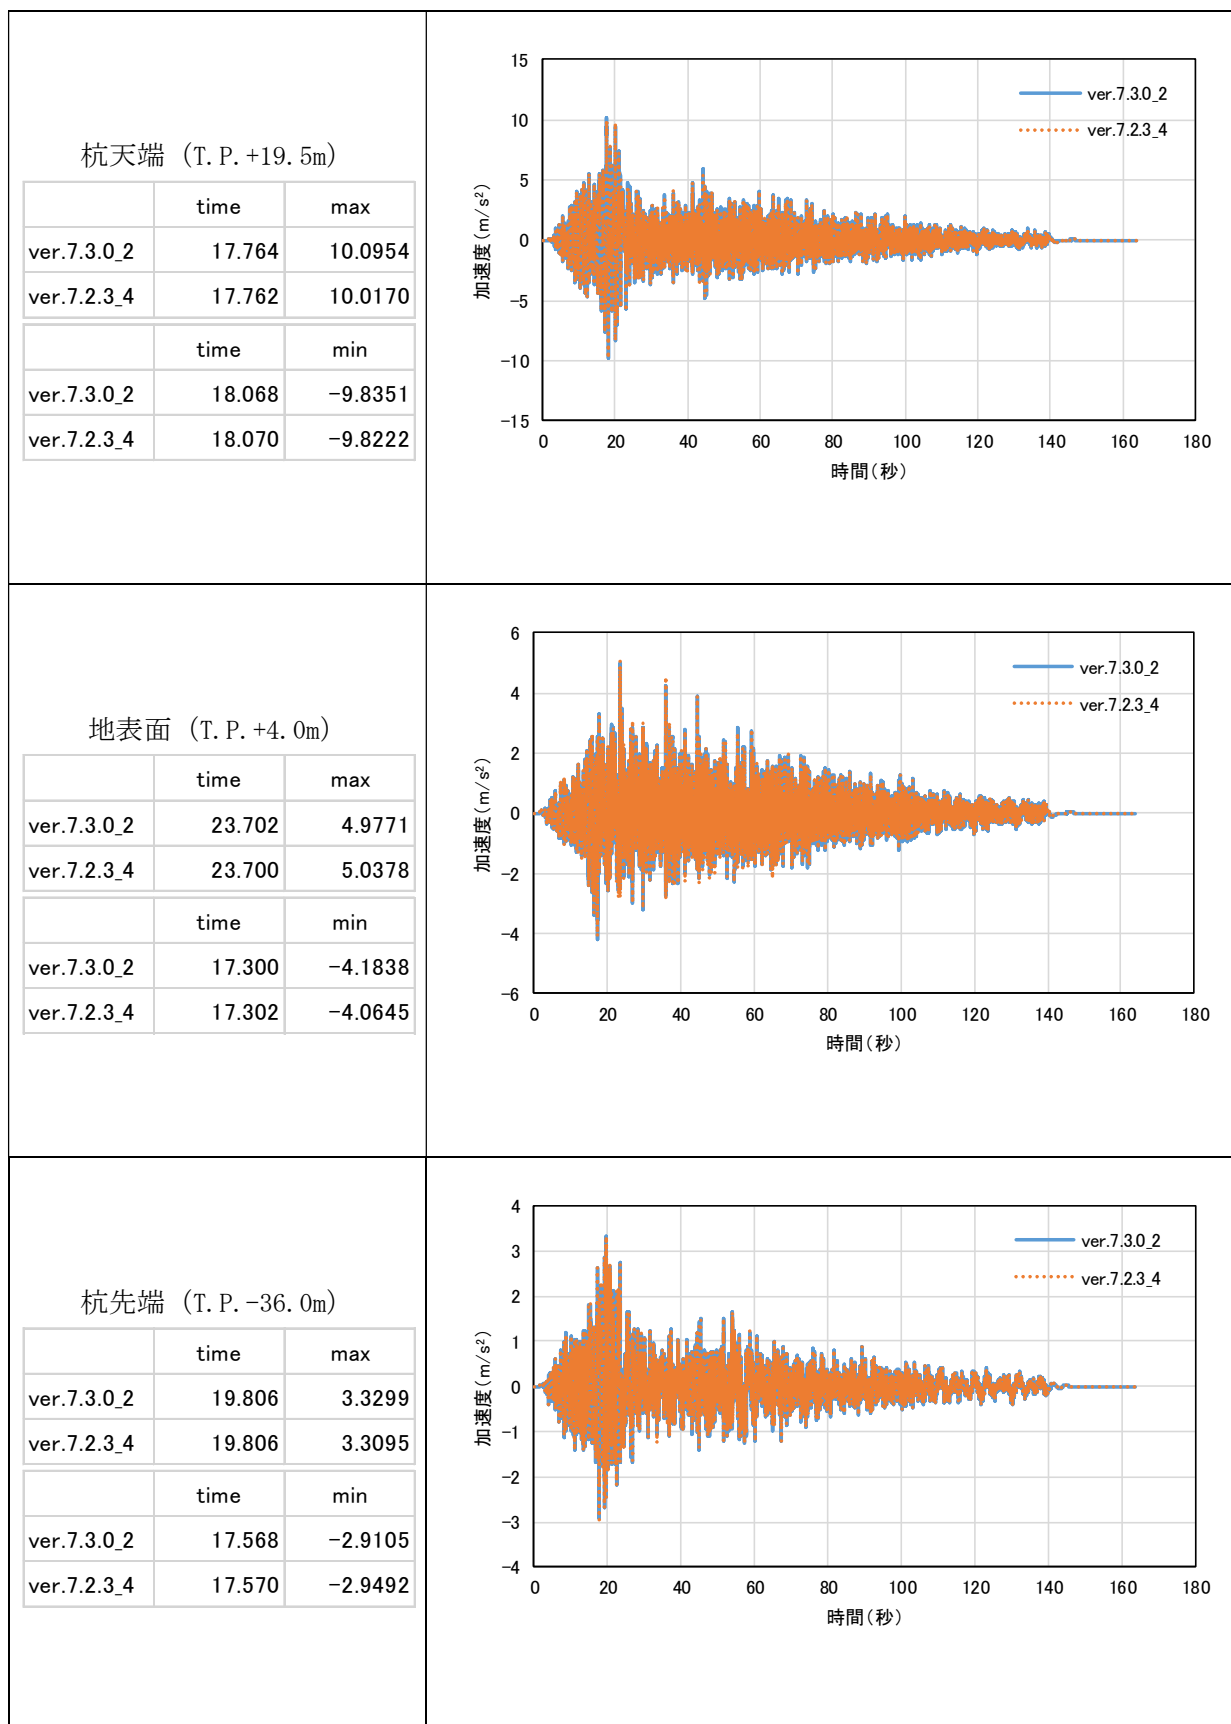 杭天端 (T.P.+19.5m)
time max
ver.7.3.0_2 17.764 10.0954
ver.7.2.3_4 17.762 10.0170
time min
ver.7.3.0_2 18.068 −9.8351
ver.7.2.3_4 18.070 −9.8222
15
10
5
0
−5
−10
−15
加速度(m/s²)
ver.7.3.0_2
ver.7.2.3_4
0 20 40 60 80 100 120 140 160 180
時間(秒)
地表面 (T.P.+4.0m)
time max
ver.7.3.0_2 23.702 4.9771
ver.7.2.3_4 23.700 5.0378
time min
ver.7.3.0_2 17.300 −4.1838
ver.7.2.3_4 17.302 −4.0645
6
4
2
0
−2
−4
−6
加速度(m/s²)
ver.7.3.0_2
ver.7.2.3_4
0 20 40 60 80 100 120 140 160 180
時間(秒)
杭先端 (T.P.-36.0m)
time max
ver.7.3.0_2 19.806 3.3299
ver.7.2.3_4 19.806 3.3095
time min
ver.7.3.0_2 17.568 −2.9105
ver.7.2.3_4 17.570 −2.9492
4
3
2
1
0
−1
−2
−3
−4
加速度(m/s²)
ver.7.3.0_2
ver.7.2.3_4
0 20 40 60 80 100 120 140 160 180
時間(秒)